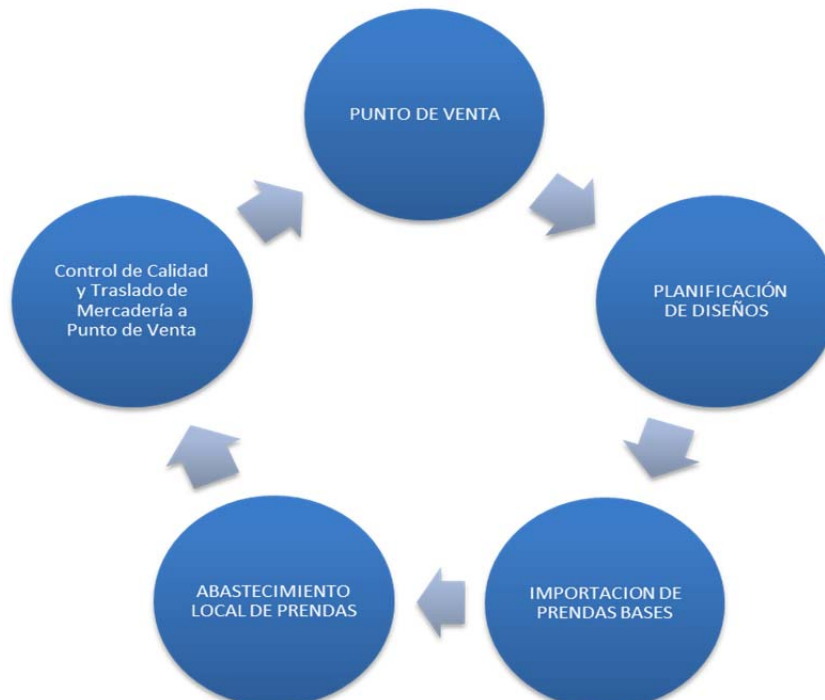 PUNTO DE VENTA
PLANIFICACIÓN
DE DISEÑOS
IMPORTACION DE
PRENDAS BASES
ABASTECIMIENTO
LOCAL DE PRENDAS
Control de Calidad
y Traslado de
Mercadería a
Punto de Venta